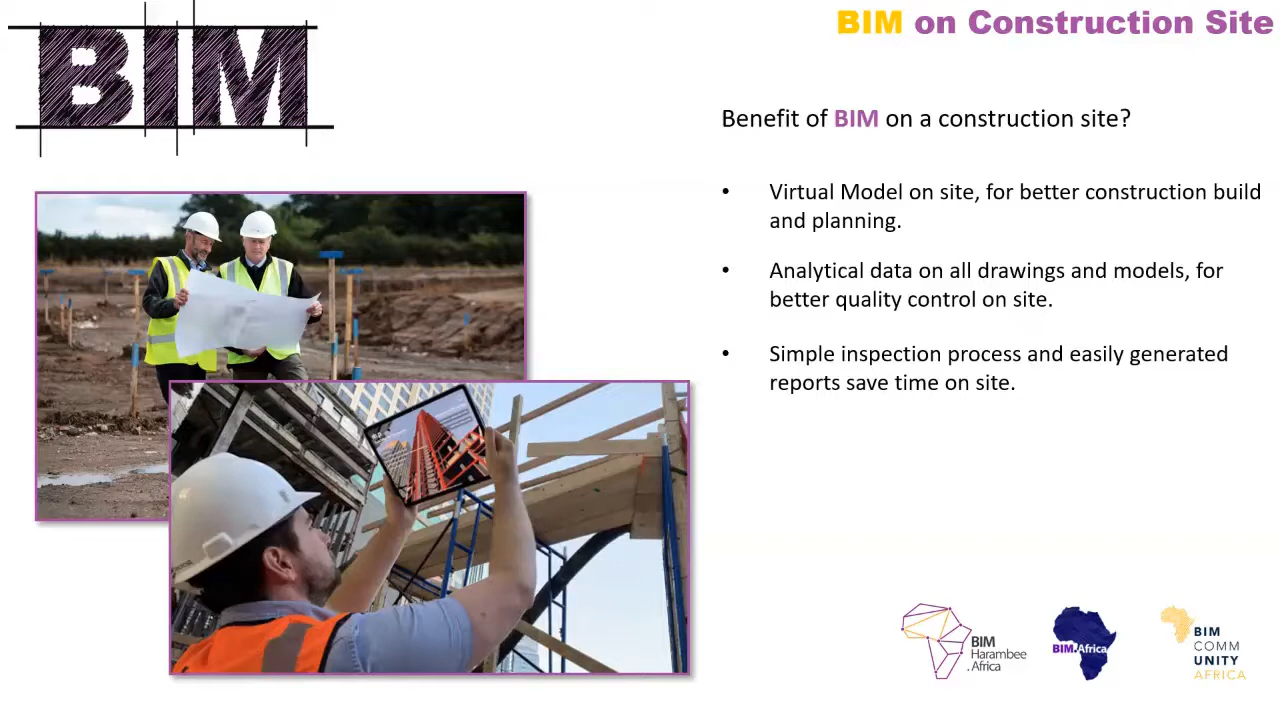 BIM
BIM on Construction Site
Benefit of BIM on a construction site?
• Virtual Model on site, for better construction build
and planning.
• Analytical data on all drawings and models, for
better quality control on site.
• Simple inspection process and easily generated
reports save time on site.
BIM
Harambee
.Africa
BIM.Africa
BIM
COMM
UNITY
AFRICA